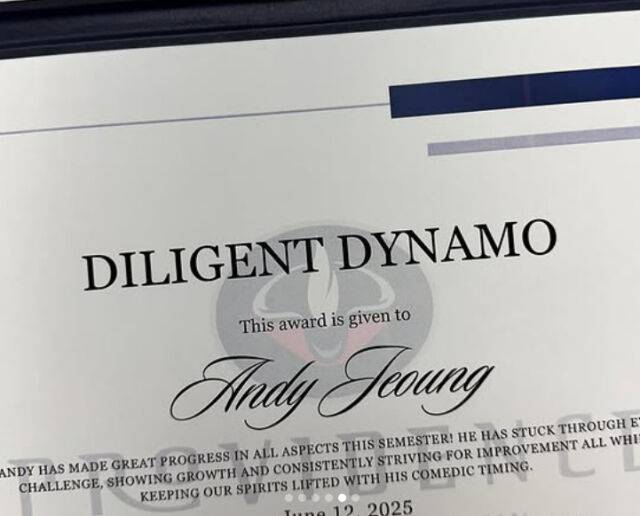 DILIGENT DYNAMO
This award is given to
Andy Jeoung
PROVIDENCE
ANDY HAS MADE GREAT PROGRESS IN ALL ASPECTS THIS SEMESTER! HE HAS STUCK THROUGH
CHALLENGE, SHOWING GROWTH AND CONSISTENTLY STRIVING FOR IMPROVEMENT ALL
KEEPING OUR SPIRITS LIFTED WITH HIS COMEDIC TIMING.
June 12, 2025